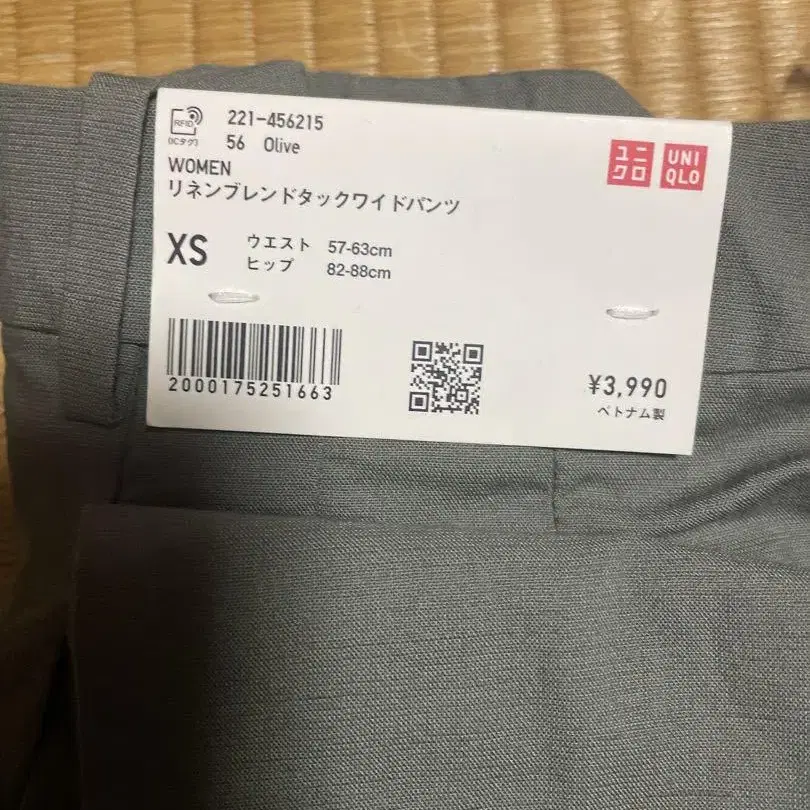 RFID
(ICタグ)
221-456215
56 Olive
WOMEN
リネンブレンドタックワイドパンツ
XS
ウエスト 57-63cm
ヒップ 82-88cm
ユニ
クロ
UNI
QLO
2000175251663
¥3,990
ベトナム製